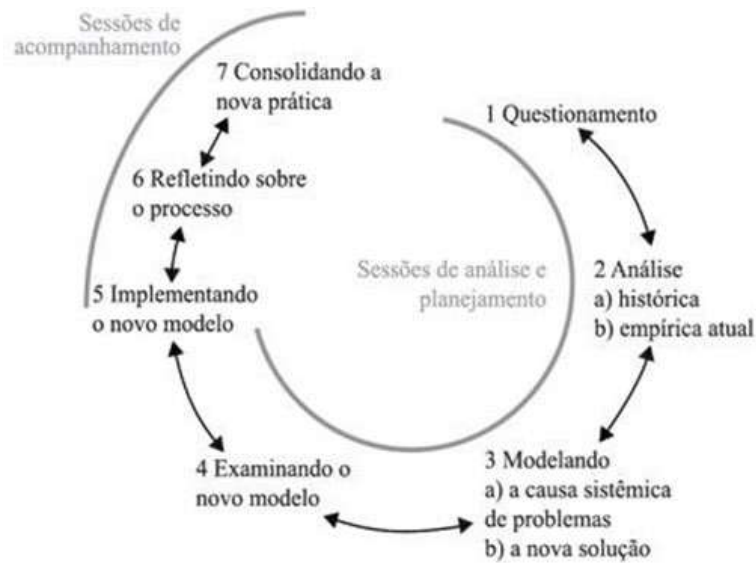 Sessões de
acompanhamento
7 Consolidando a
nova prática
1 Questionamento
6 Refletindo sobre
o processo
Sessões de análise e
planejamento
2 Análise
a) histórica
b) empírica atual
5 Implementando
o novo modelo
4 Examinando o
novo modelo
3 Modelando
a) a causa sistêmica
de problemas
b) a nova solução